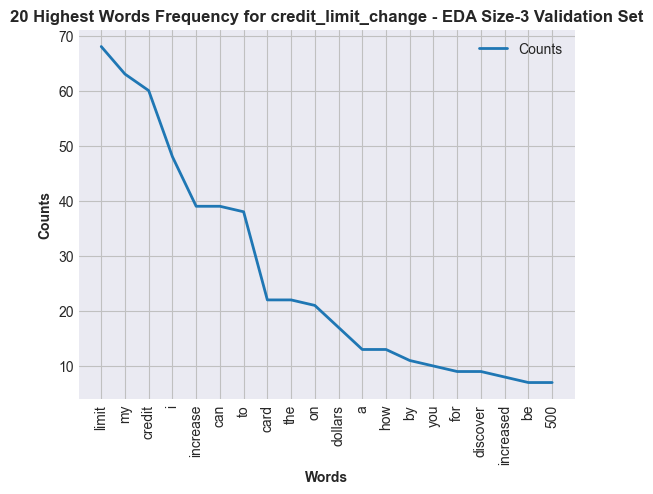 20 Highest Words Frequency for credit_limit_change - EDA Size-3 Validation Set
Counts
70
60
50
40
30
20
10
Counts
limit
my
credit
i
increase
can
to
card
the
on
dollars
a
how
by
you
for
discover
increased
be
500
Words